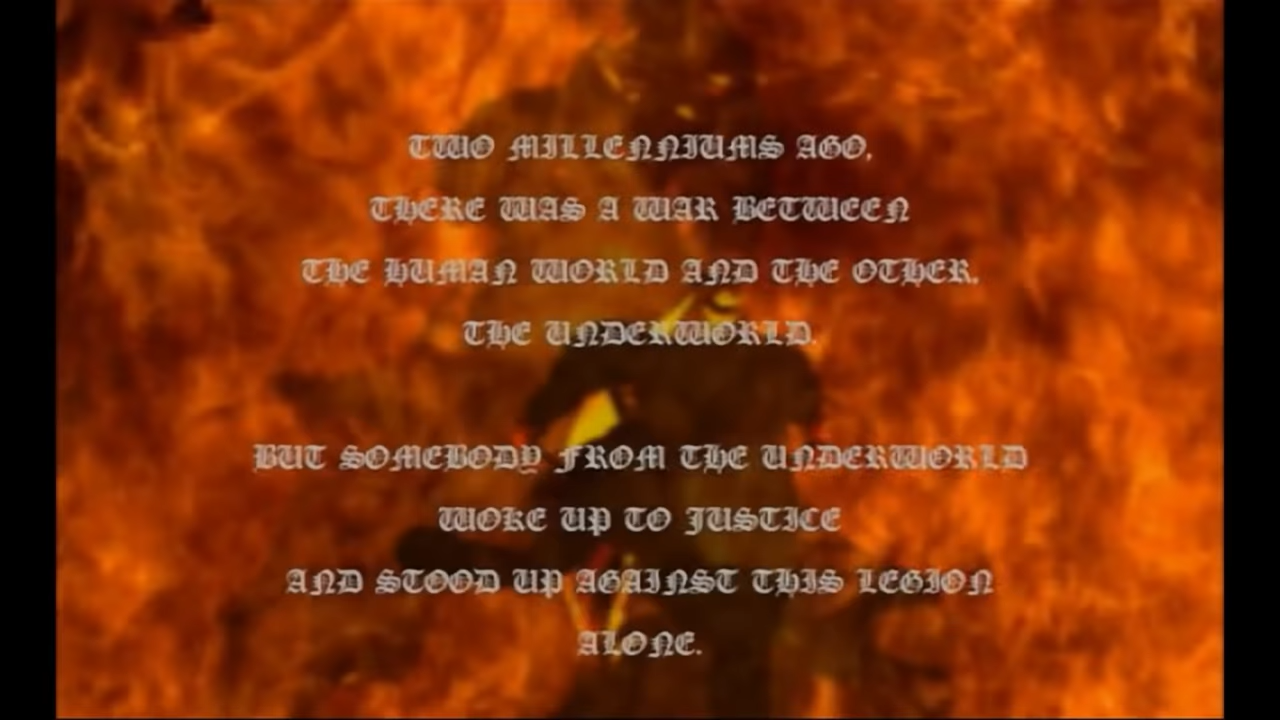 TWO MILLENNIUMS AGO,
THERE WAS A WAR BETWEEN
THE HUMAN WORLD AND THE OTHER,
THE UNDERWORLD.
BUT SOMEBODY FROM THE UNDERWORLD
WOKE UP TO JUSTICE
AND STOOD UP AGAINST THIS LEGION
ALONE.